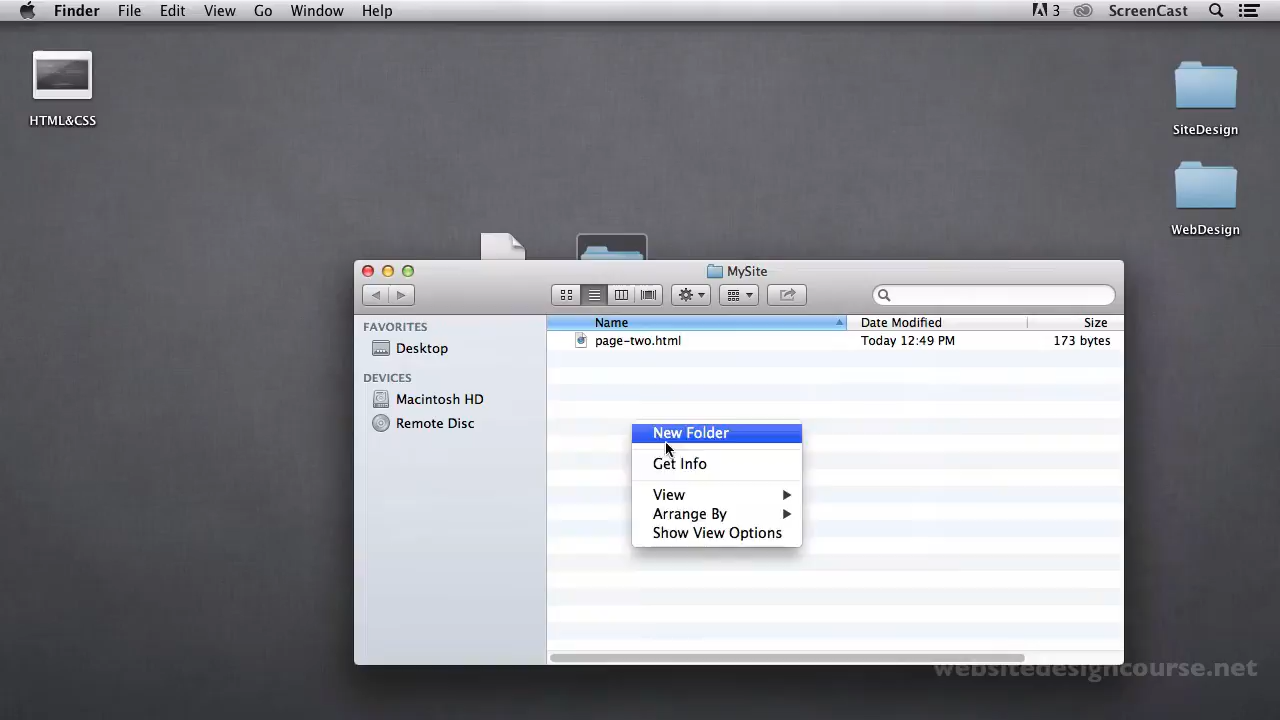 Finder File Edit View Go Window Help 3 ScreenCast
HTML&CSS
SiteDesign
WebDesign
MySite
FAVORITES
Desktop
DEVICES
Macintosh HD
Remote Disc
Name Date Modified Size
page-two.html Today 12:49 PM 173 bytes
New Folder
Get Info
View
Arrange By
Show View Options
websitedesigncourse.net